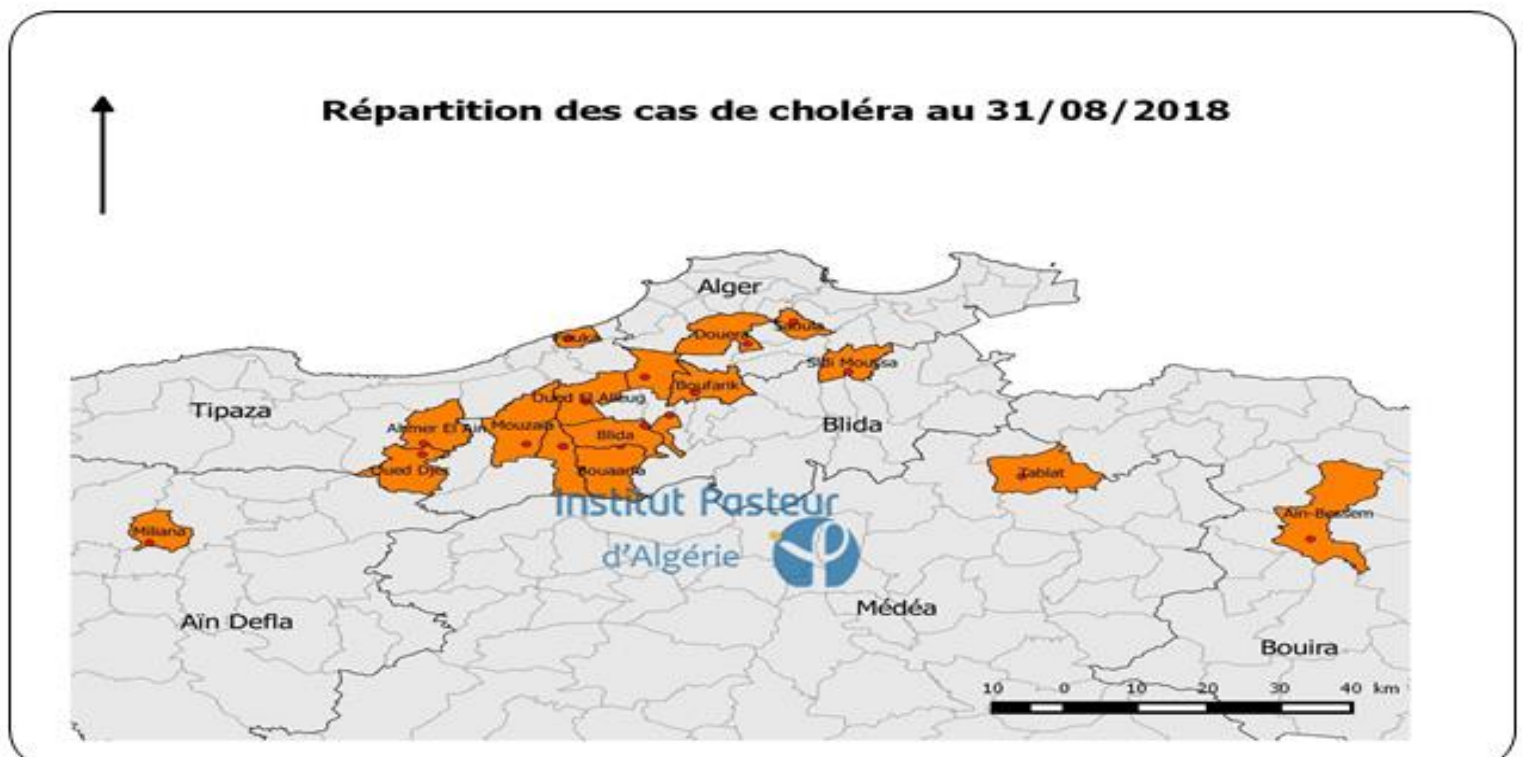 Répartition des cas de choléra au 31/08/2018
Alger
Fouka
Douera
Saoula
Sidi Moussa
Boufarik
Oued El Alleug
Tipaza
Ahmer El Ain
Mouzaia
Blida
Blida
Oued Djer
Bouaarfa
Tablat
Institut Pasteur
d'Algérie
Miliana
Ain-Bessem
Médéa
Aïn Defla
Bouira
10 0 10 20 30 40 km